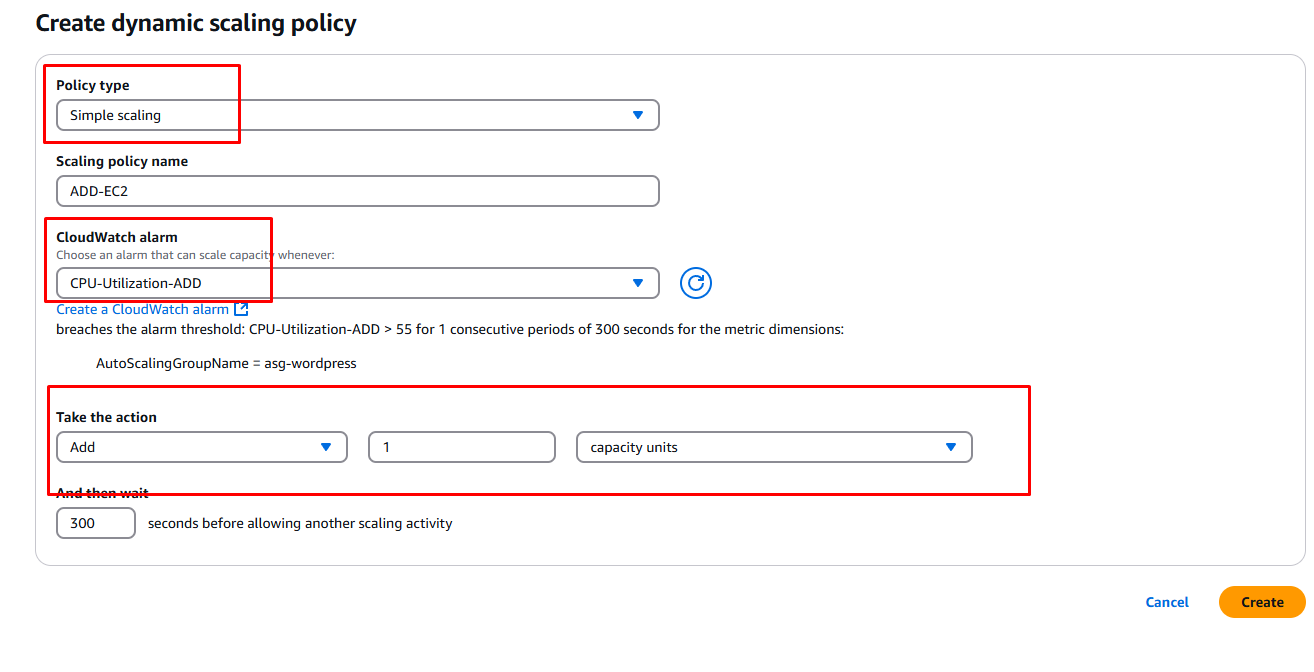 Create dynamic scaling policy
Policy type
Simple scaling
Scaling policy name
ADD-EC2
CloudWatch alarm
Choose an alarm that can scale capacity whenever:
CPU-Utilization-ADD
Create a CloudWatch alarm
breaches the alarm threshold: CPU-Utilization-ADD > 55 for 1 consecutive periods of 300 seconds for the metric dimensions:
AutoScalingGroupName = asg-wordpress
Take the action
Add 1 capacity units
And then wait
300 seconds before allowing another scaling activity
Cancel Create